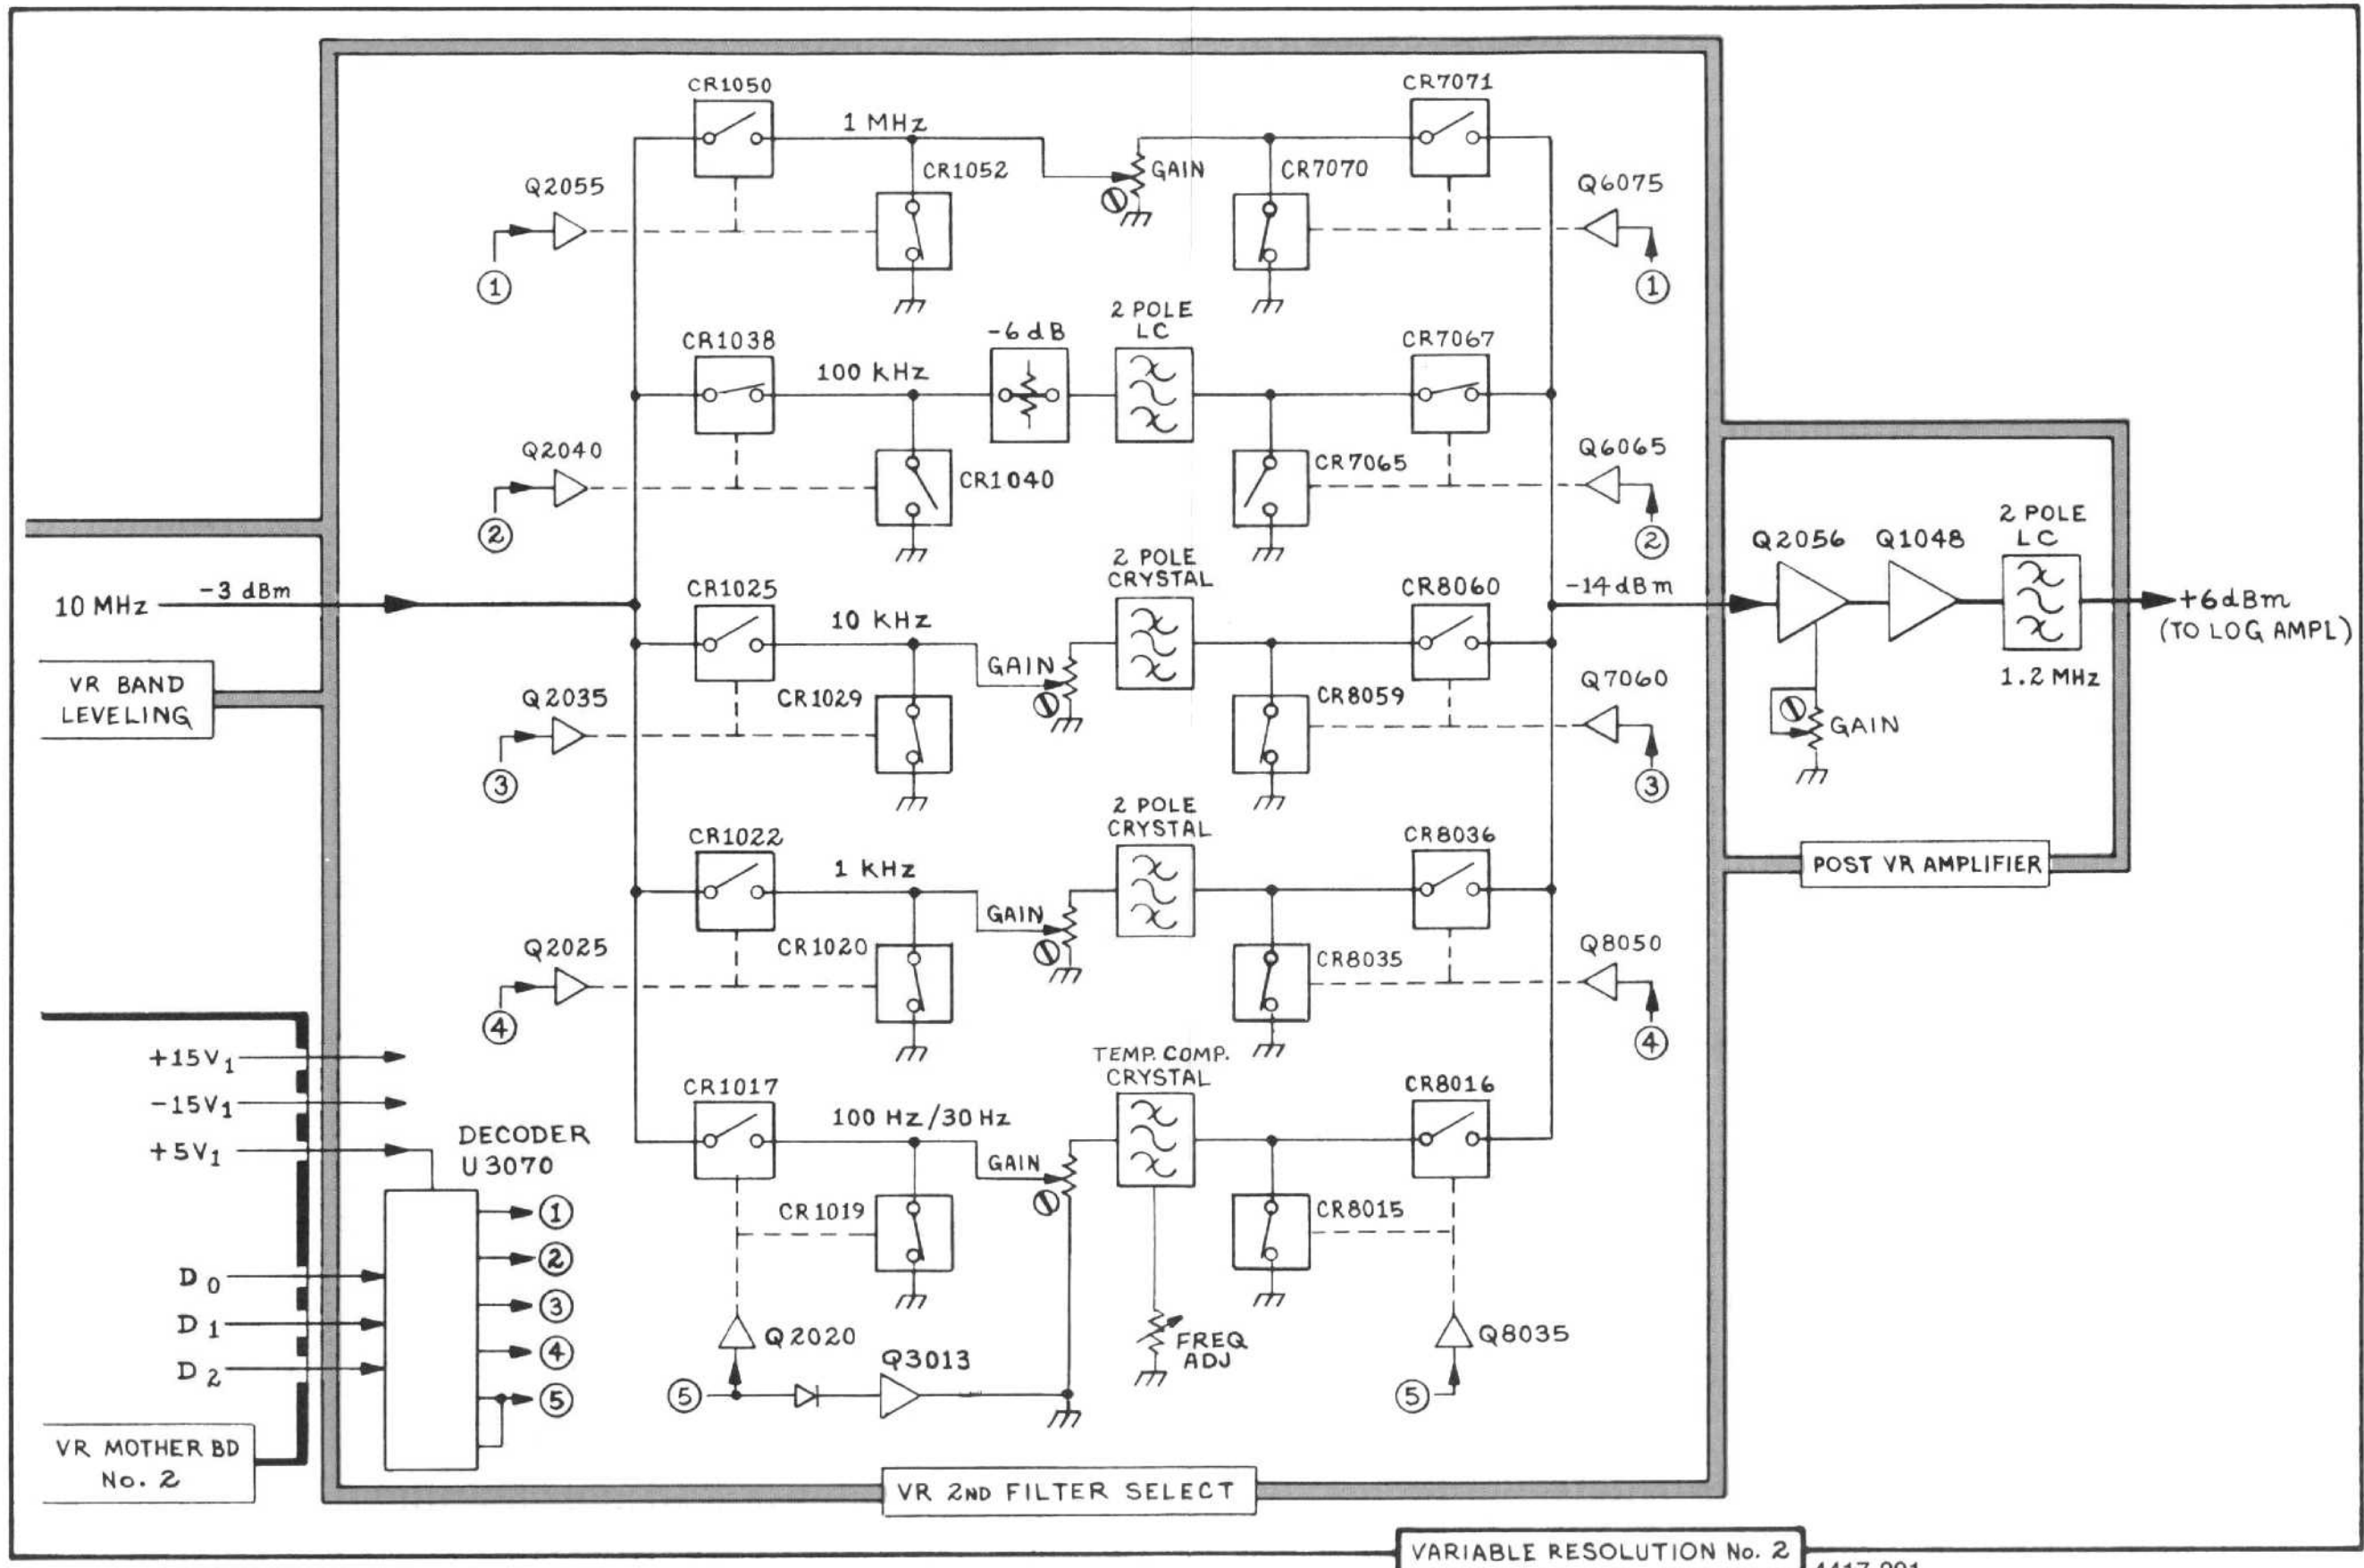 CR1050
1 MHz
CR7071
CR1052
GAIN
CR7070
Q2055
Q6075
1
1
CR1038
100 kHz
-6 dB
2 POLE
LC
CR7067
Q2040
CR1040
CR7065
Q6065
2
2
10 MHz
-3 dBm
CR1025
10 kHz
2 POLE
CRYSTAL
CR8060
-14 dBm
Q2056
Q1048
2 POLE
LC
+6 dBm
(TO LOG AMPL)
1.2 MHz
GAIN
VR BAND
LEVELING
Q2035
CR1029
GAIN
CR8059
Q7060
3
3
POST VR AMPLIFIER
CR1022
1 kHz
2 POLE
CRYSTAL
CR8036
Q2025
CR1020
GAIN
CR8035
Q8050
4
4
+15V1
-15V1
+5V1
DECODER
U3070
CR1017
100 Hz/30 Hz
TEMP. COMP.
CRYSTAL
CR8016
GAIN
CR1019
CR8015
1
2
3
4
5
D0
D1
D2
Q2020
Q3013
FREQ
ADJ
Q8035
5
5
VR MOTHER BD
No. 2
VR 2ND FILTER SELECT
VARIABLE RESOLUTION No. 2